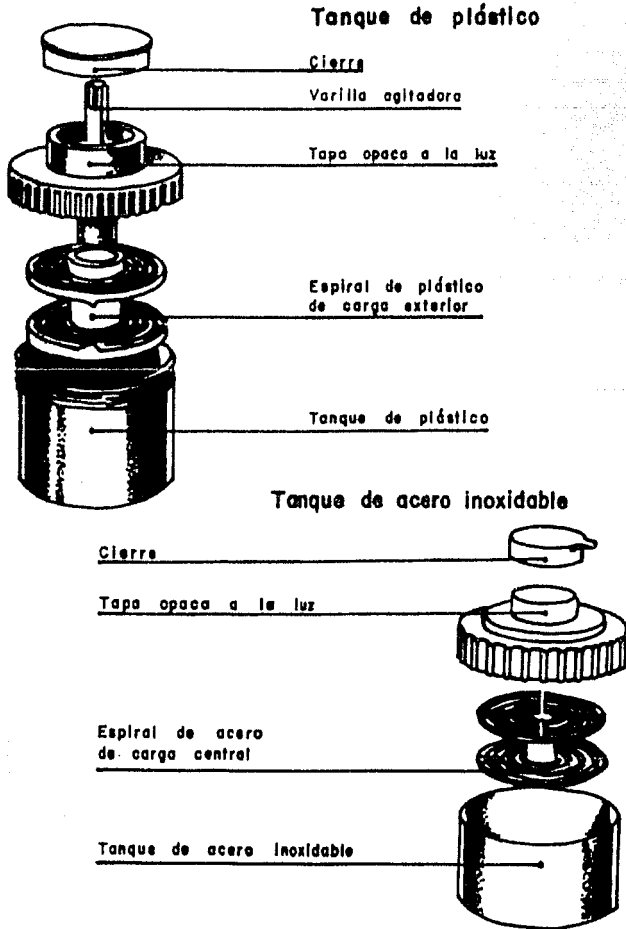 Tanque de plástico
Cierre
Varilla agitadora
Tapa opaca a la luz
Espiral de plástico
de carga exterior
Tanque de plástico
Tanque de acero inoxidable
Cierre
Tapa opaca a la luz
Espiral de acero
de carga central
Tanque de acero inoxidable